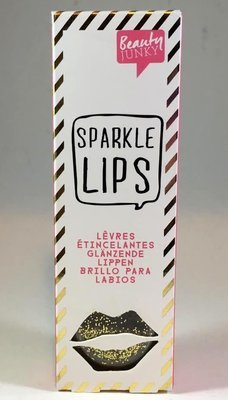 Beauty
JUNKY
SPARKLE
LIPS
LÈVRES
ÉTINCELANTES
GLÄNZENDE
LIPPEN
BRILLO PARA
LABIOS